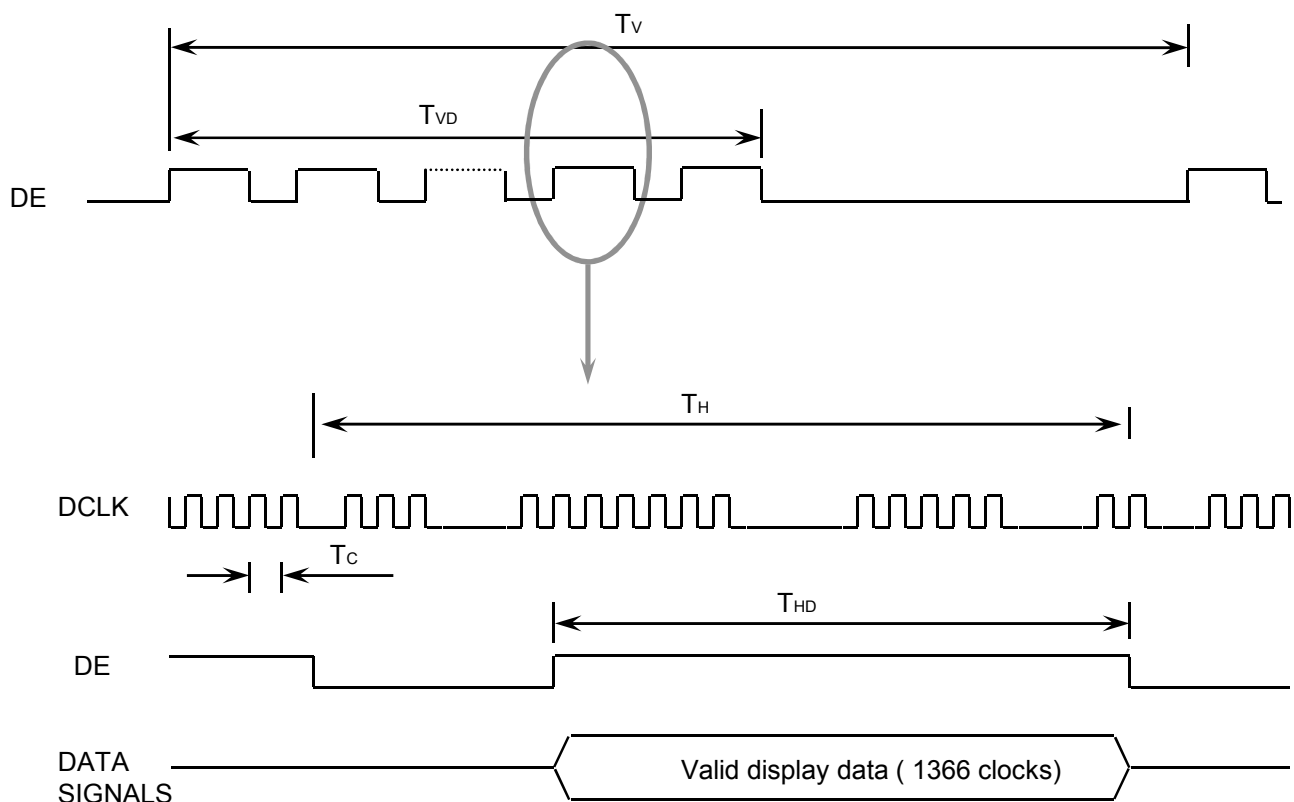 TV
TVD
DE
TH
DCLK
TC
THD
DE
DATA
SIGNALS
Valid display data ( 1366 clocks)